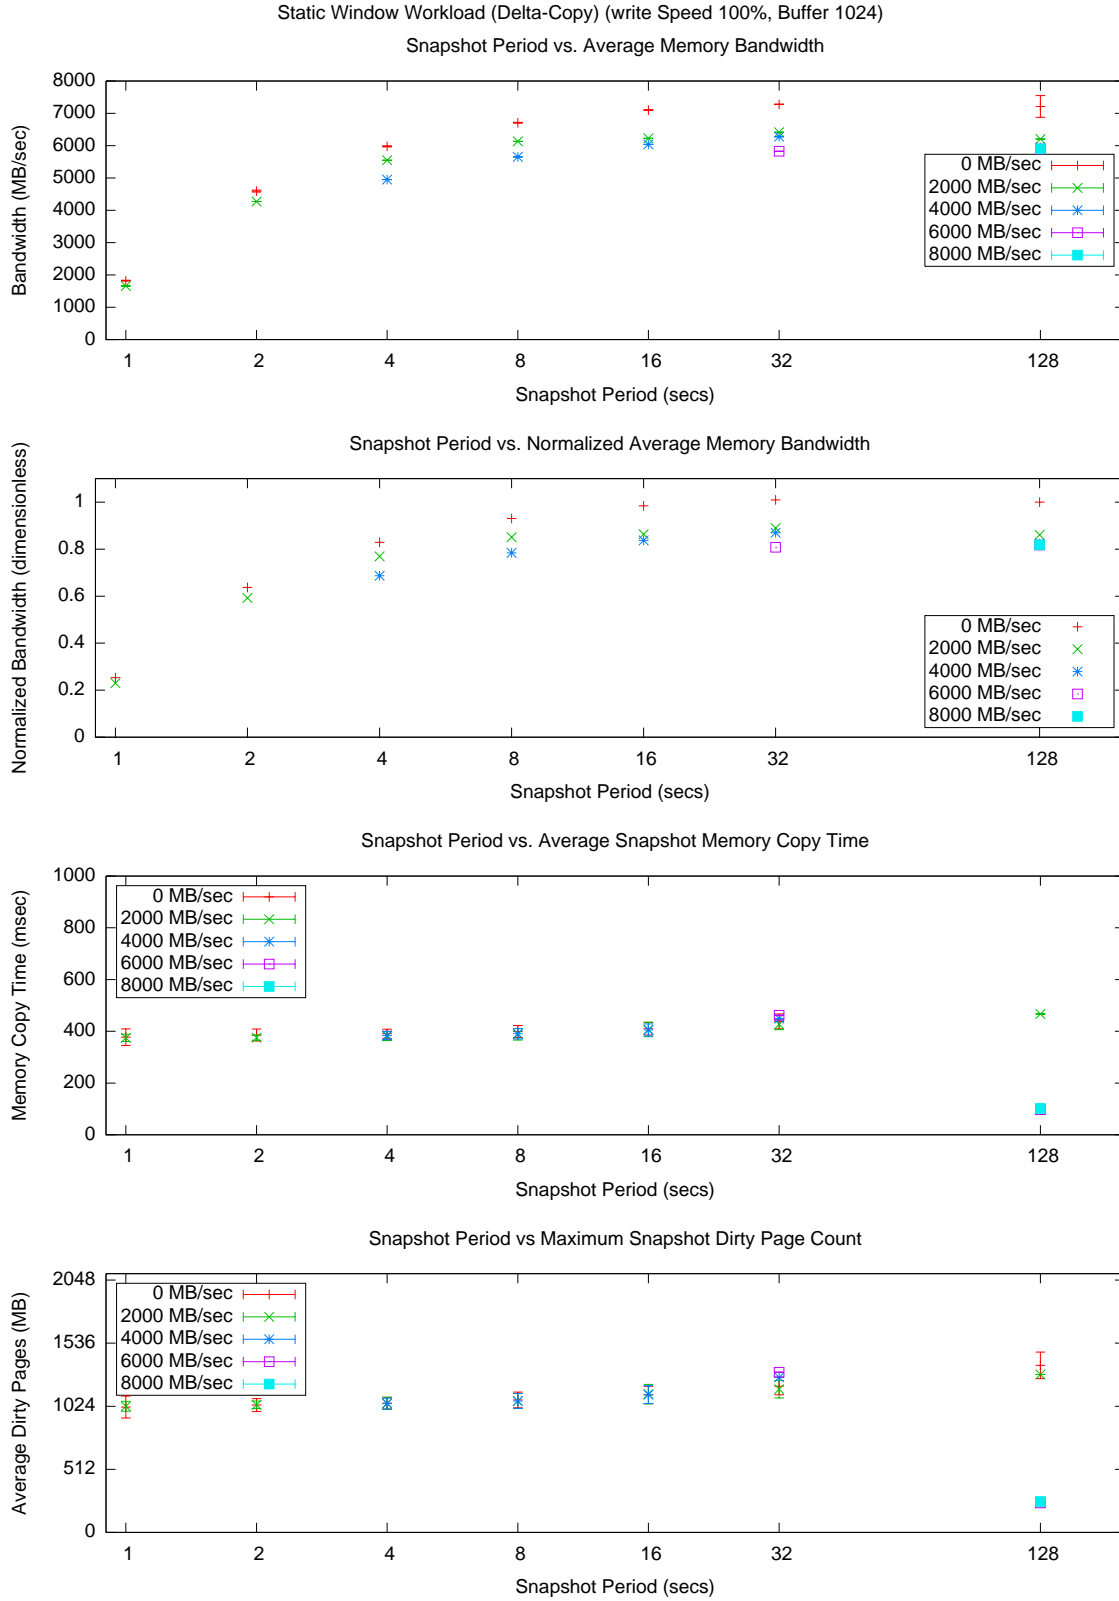 Static Window Workload (Delta-Copy) (write Speed 100%, Buffer 1024)
Snapshot Period vs. Average Memory Bandwidth
Bandwidth (MB/sec)
8000
7000
6000
5000
4000
3000
2000
1000
0
0 MB/sec
2000 MB/sec
4000 MB/sec
6000 MB/sec
8000 MB/sec
1 2 4 8 16 32 128
Snapshot Period (secs)
Snapshot Period vs. Normalized Average Memory Bandwidth
Normalized Bandwidth (dimensionless)
1
0.8
0.6
0.4
0.2
0
0 MB/sec
2000 MB/sec
4000 MB/sec
6000 MB/sec
8000 MB/sec
1 2 4 8 16 32 128
Snapshot Period (secs)
Snapshot Period vs. Average Snapshot Memory Copy Time
Memory Copy Time (msec)
1000
800
600
400
200
0
0 MB/sec
2000 MB/sec
4000 MB/sec
6000 MB/sec
8000 MB/sec
1 2 4 8 16 32 128
Snapshot Period (secs)
Snapshot Period vs Maximum Snapshot Dirty Page Count
Average Dirty Pages (MB)
2048
1536
1024
512
0
0 MB/sec
2000 MB/sec
4000 MB/sec
6000 MB/sec
8000 MB/sec
1 2 4 8 16 32 128
Snapshot Period (secs)